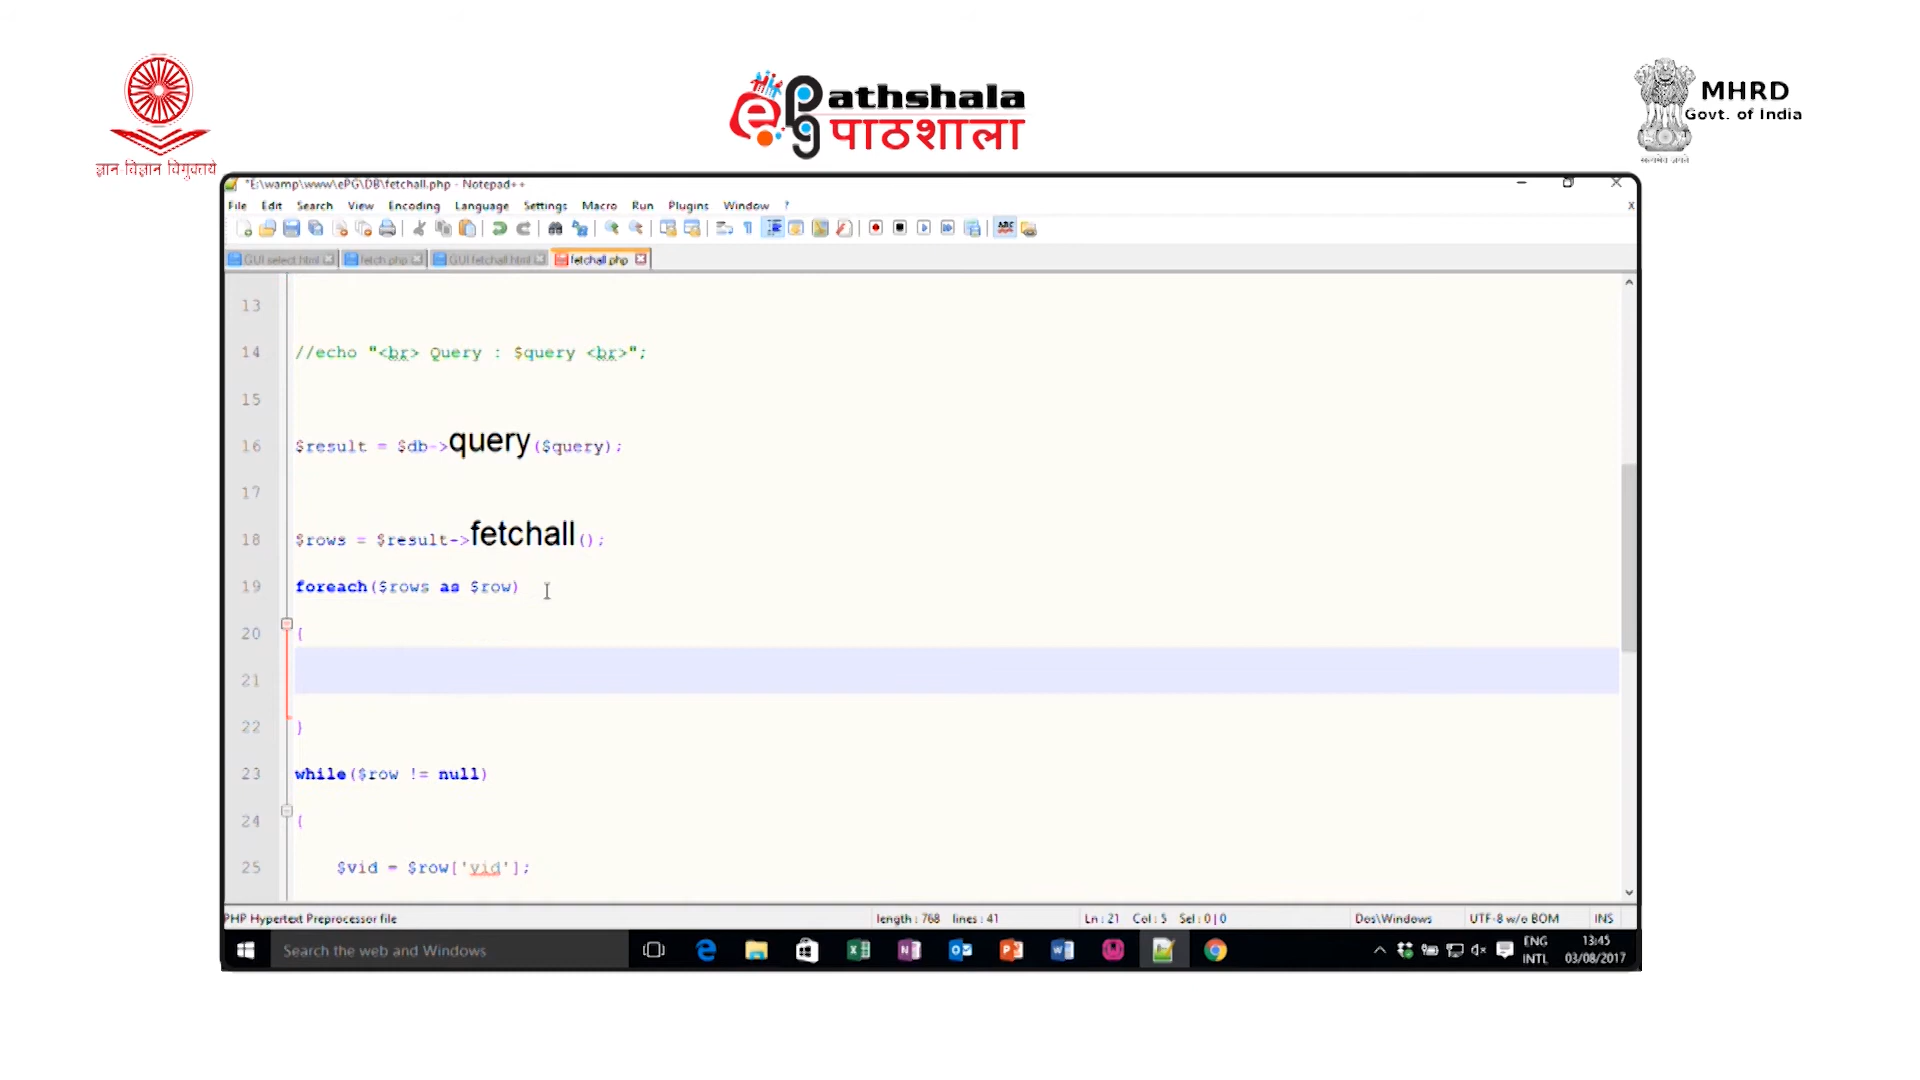 ज्ञान-विज्ञान विमुक्तये
ePG Pathshala
पाठशाला
MHRD
Govt. of India
सत्यमेव जयते
*E:\wamp\www\ePG\DB\fetchall.php - Notepad++
File Edit Search View Encoding Language Settings Macro Run Plugins Window ?
X
GUI select.html fetch.php GUI fetchall.html fetchall.php
13
14 //echo "<br> Query : $query <br>";
15
16 $result = $db->query($query);
17
18 $rows = $result->fetchall();
19 foreach($rows as $row)
20 {
21
22 }
23 while($row != null)
24 {
25 $vid = $row['vid'];
PHP Hypertext Preprocessor file length : 768 lines : 41 Ln : 21 Col : 5 Sel : 0 | 0 Dos\Windows UTF-8 w/o BOM INS
Search the web and Windows
ENG
INTL
13:45
03/08/2017